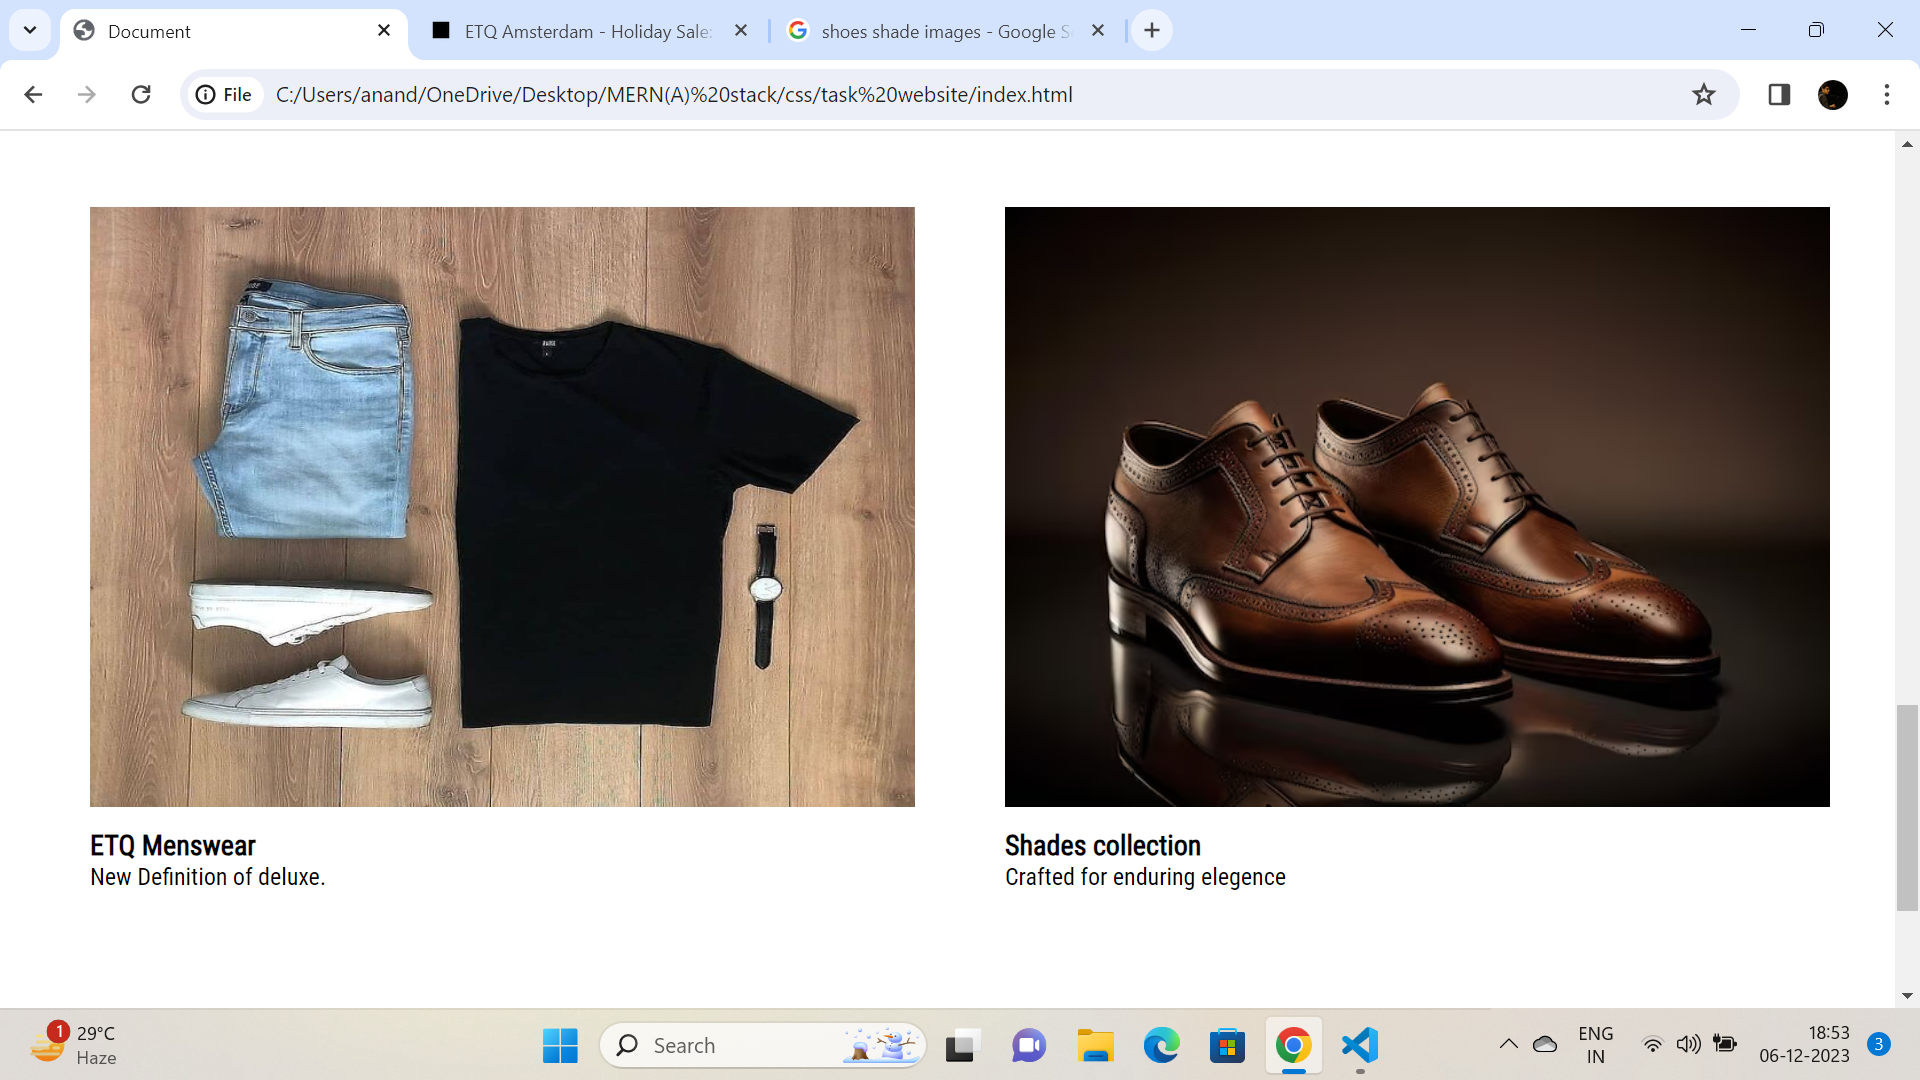 Document
ETQ Amsterdam - Holiday Sale:
shoes shade images - Google S
File
C:/Users/anand/OneDrive/Desktop/MERN(A)%20stack/css/task%20website/index.html
ETQ Menswear
New Definition of deluxe.
Shades collection
Crafted for enduring elegence
1
29°C
Haze
Search
ENG
IN
18:53
06-12-2023
3